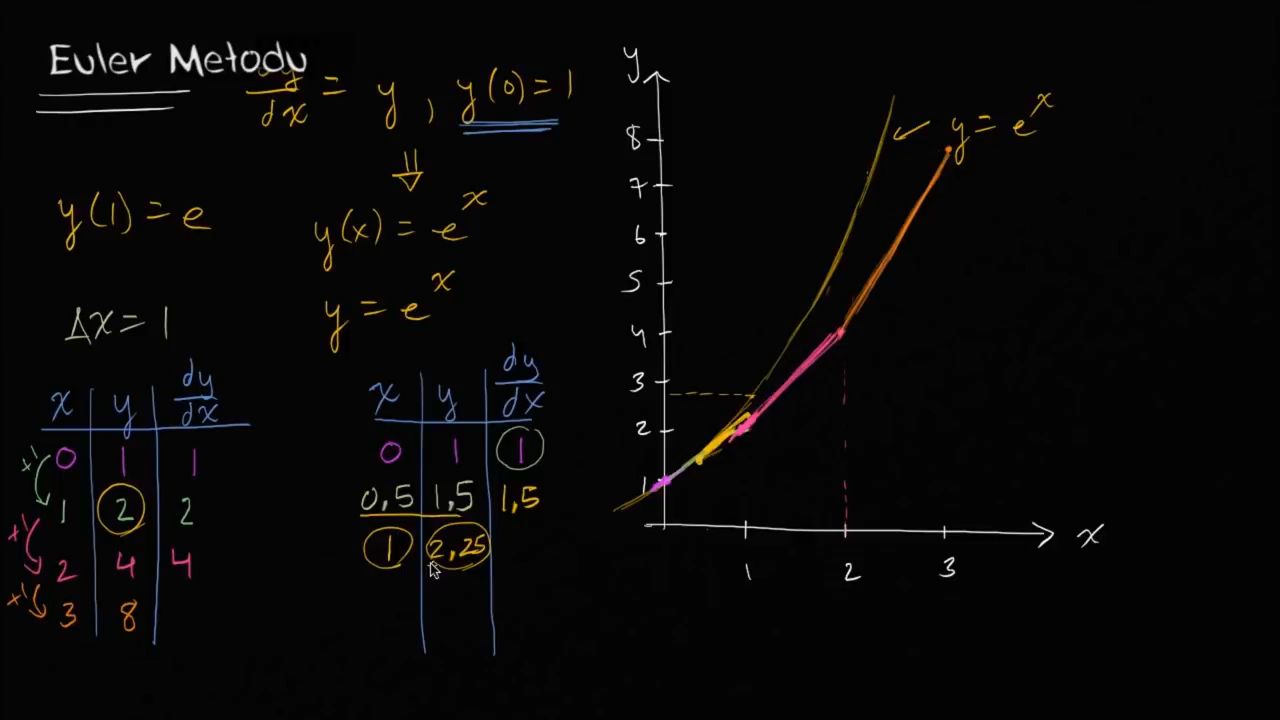 Euler Metodu
dy/dx = y, y(0) = 1
⇓
y(1) = e
y(x) = e^x
y = e^x
Δx = 1
x y dy/dx
0 1 1
+1
1 2 2
+1
2 4 4
+1
3 8
x y dy/dx
0 1 1
0,5 1,5 1,5
1 2,25
y
8
7
6
5
4
3
2
1
1 2 3
x
y = e^x